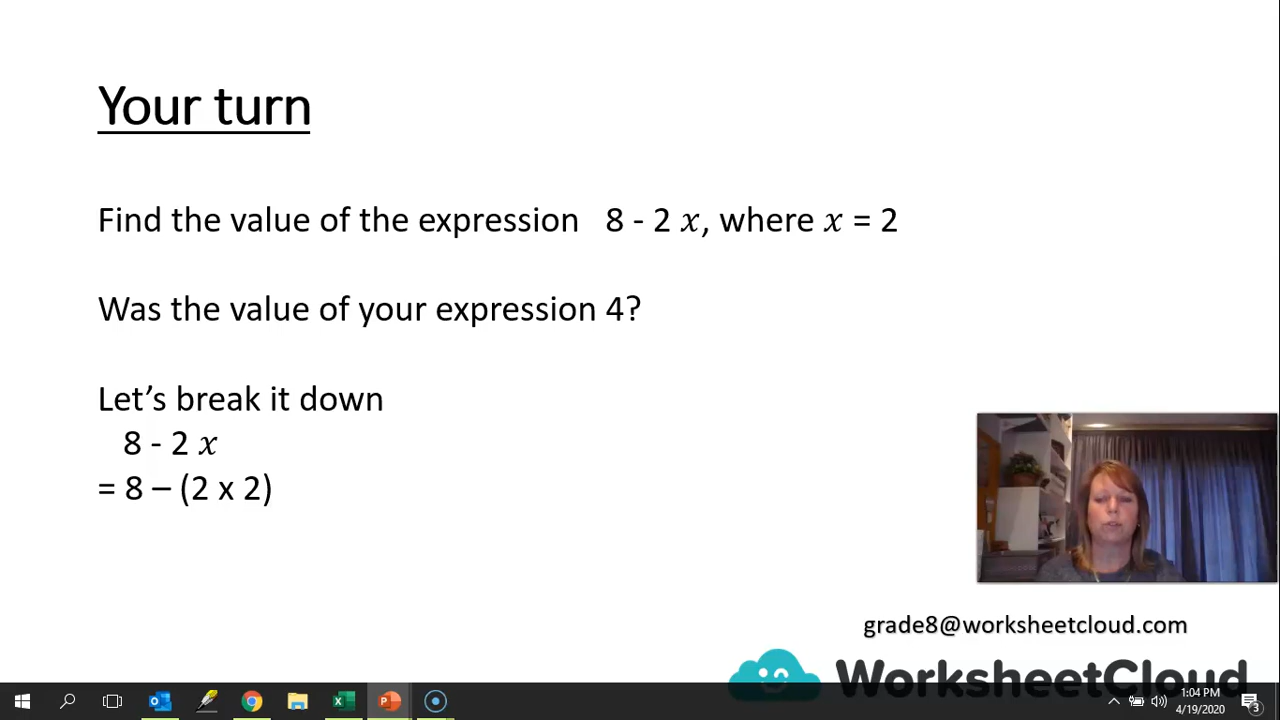 Your turn
Find the value of the expression 8 - 2 x, where x = 2
Was the value of your expression 4?
Let’s break it down
8 - 2 x
= 8 – (2 x 2)
grade8@worksheetcloud.com
WorksheetCloud
1:04 PM
4/19/2020
3